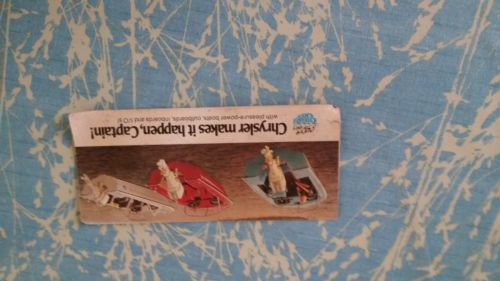 Chrysler makes it happen, Captain!
with pleasure-power boats, outboards, inboards and I/O's!